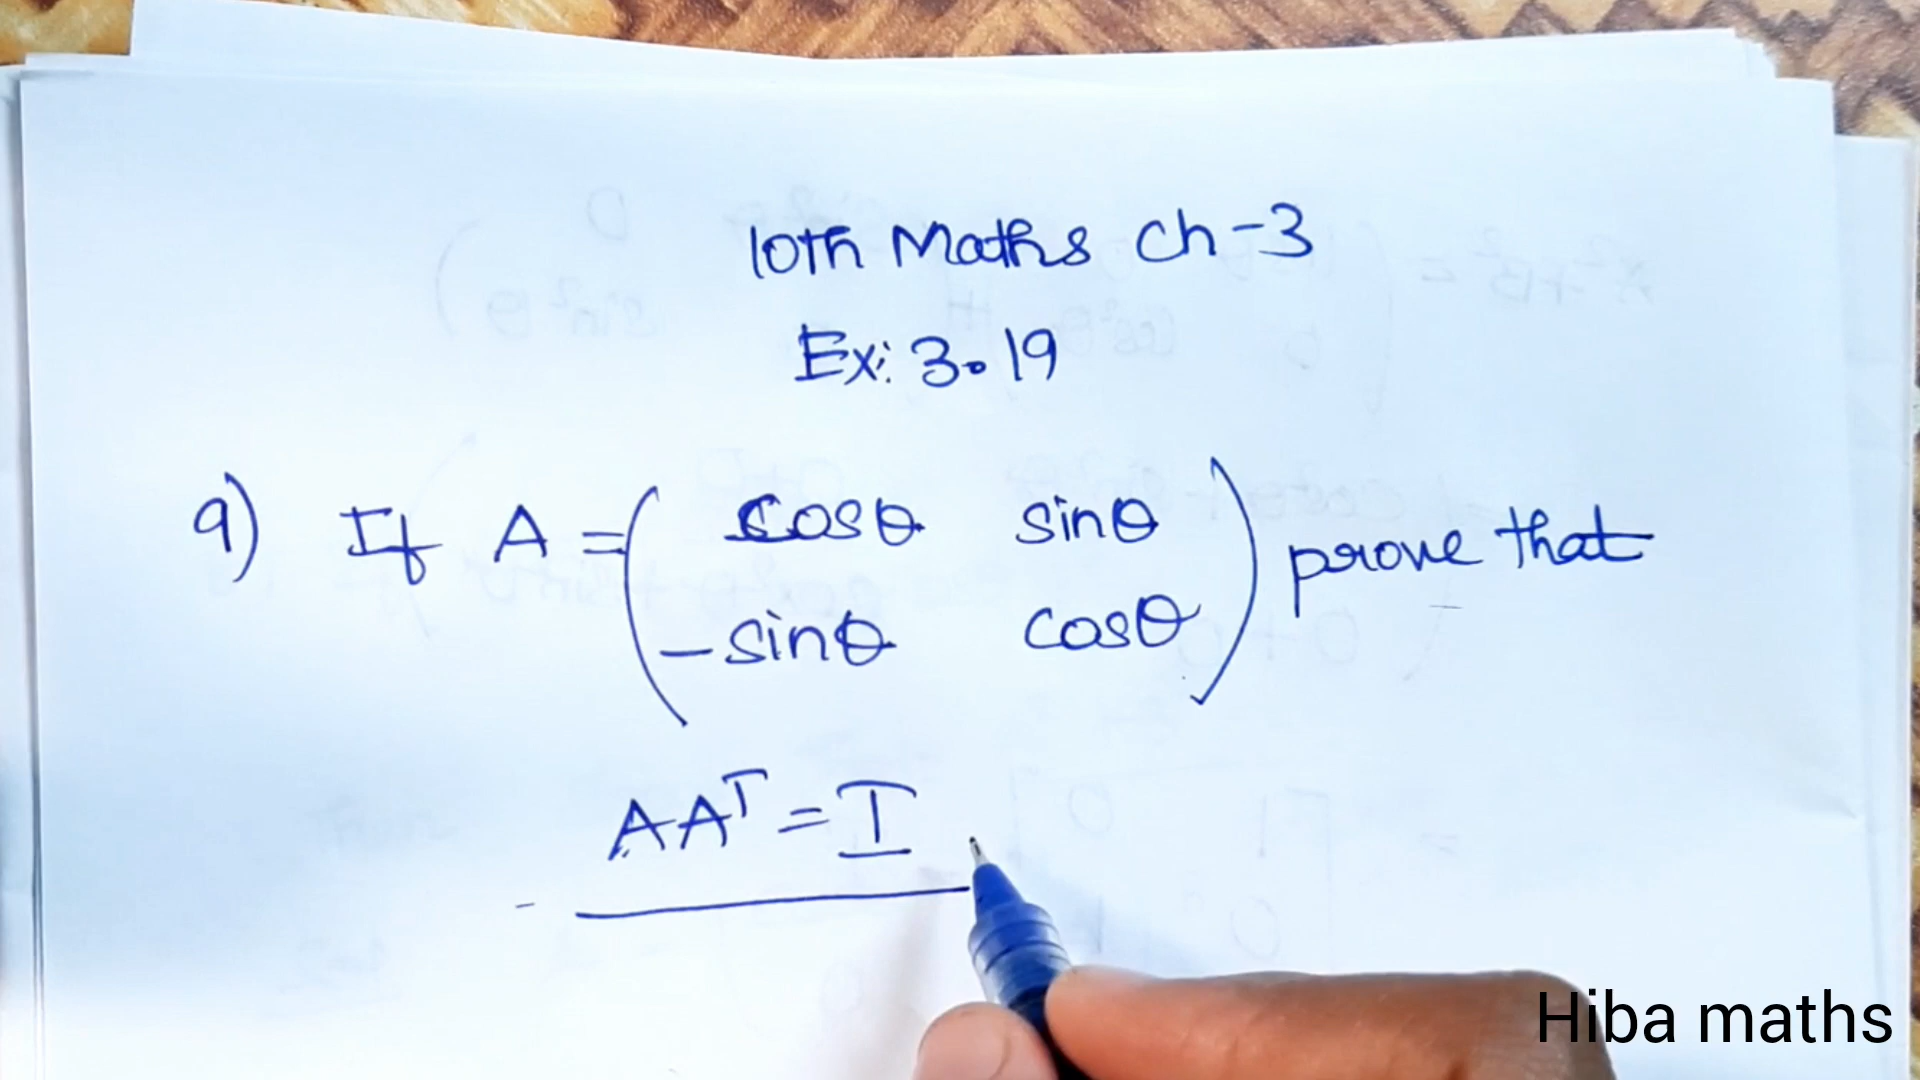 10Th Maths Ch-3
Ex: 3.19
9) If A = ( cosθ sinθ ) prove that
-sinθ cosθ
AAᵀ = I
Hiba maths